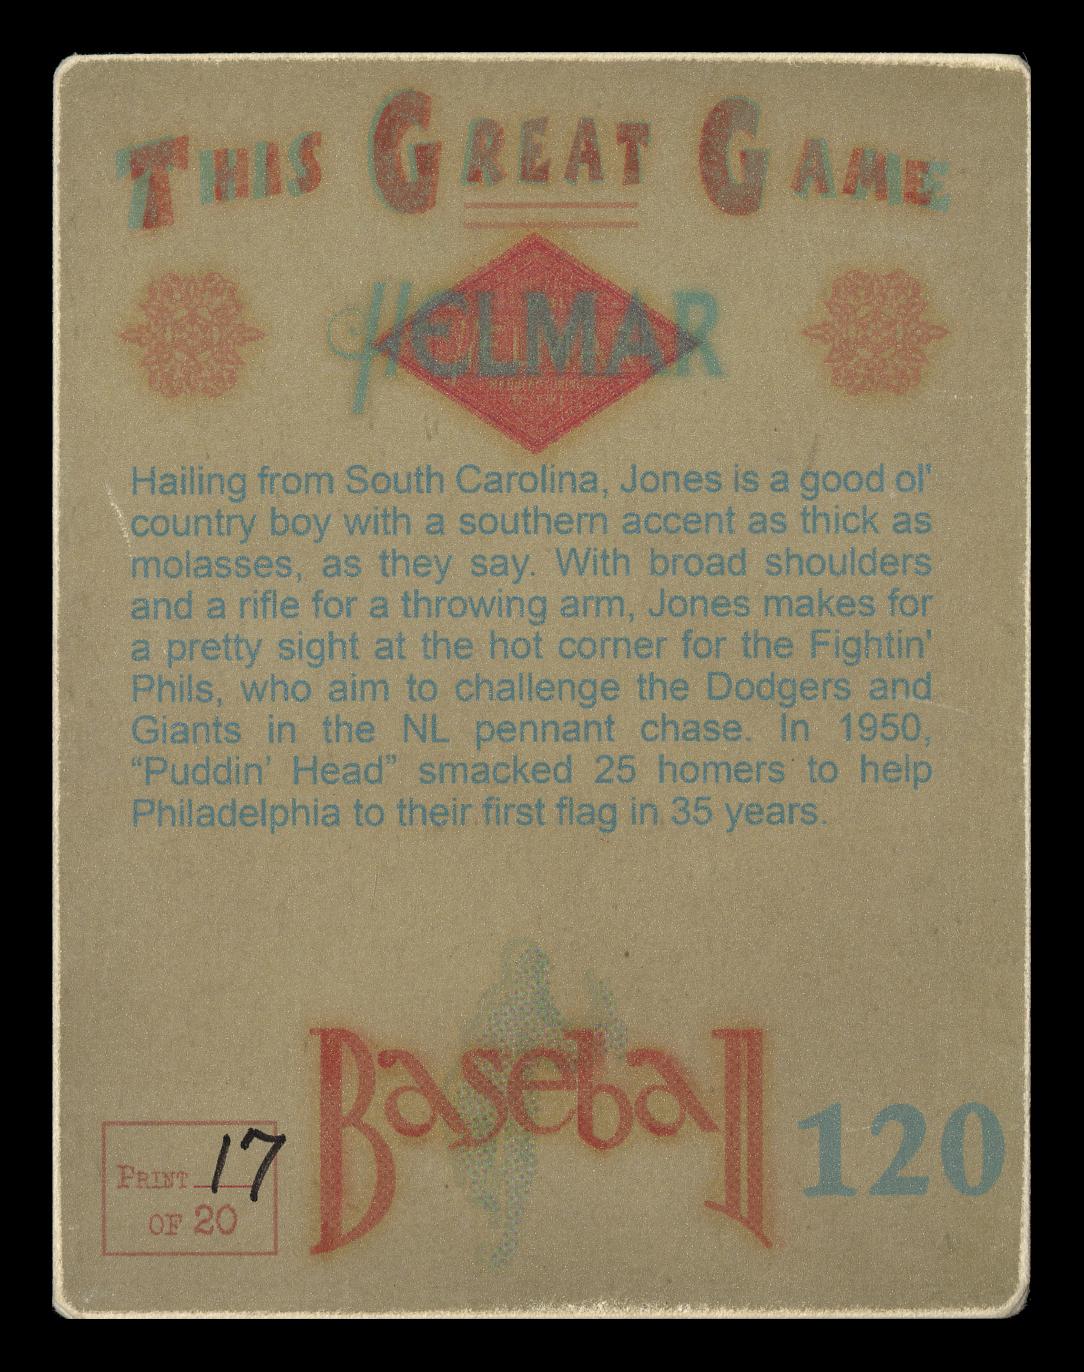 THIS GREAT GAME
HELMAR
Hailing from South Carolina, Jones is a good ol'
country boy with a southern accent as thick as
molasses, as they say. With broad shoulders
and a rifle for a throwing arm, Jones makes for
a pretty sight at the hot corner for the Fightin'
Phils, who aim to challenge the Dodgers and
Giants in the NL pennant chase. In 1950,
“Puddin’ Head” smacked 25 homers to help
Philadelphia to their first flag in 35 years.
Baseball
120
PRINT 17
OF 20